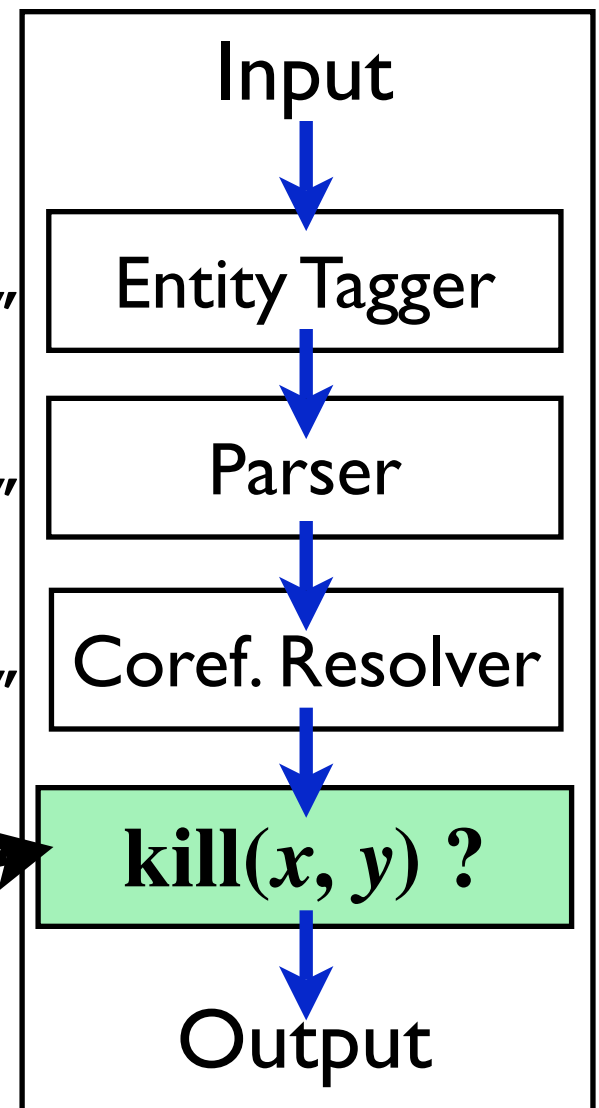 Input
Entity Tagger
”
Parser
”
Coref. Resolver
”
kill(x, y) ?
Output